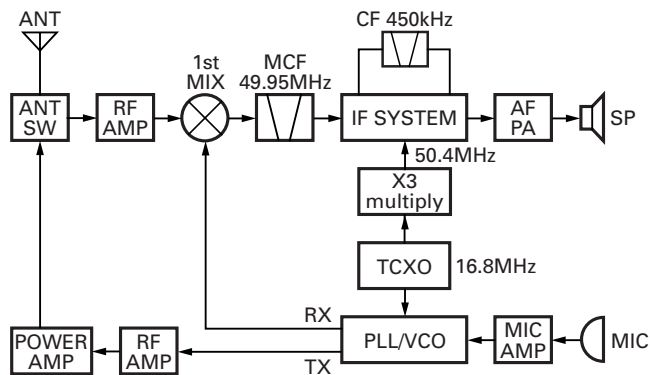 ANT
CF 450kHz
1st
MIX
MCF
49.95MHz
ANT
SW
RF
AMP
IF SYSTEM
AF
PA
SP
50.4MHz
X3
multiply
TCXO
16.8MHz
RX
TX
PLL/VCO
MIC
AMP
MIC
POWER
AMP
RF
AMP